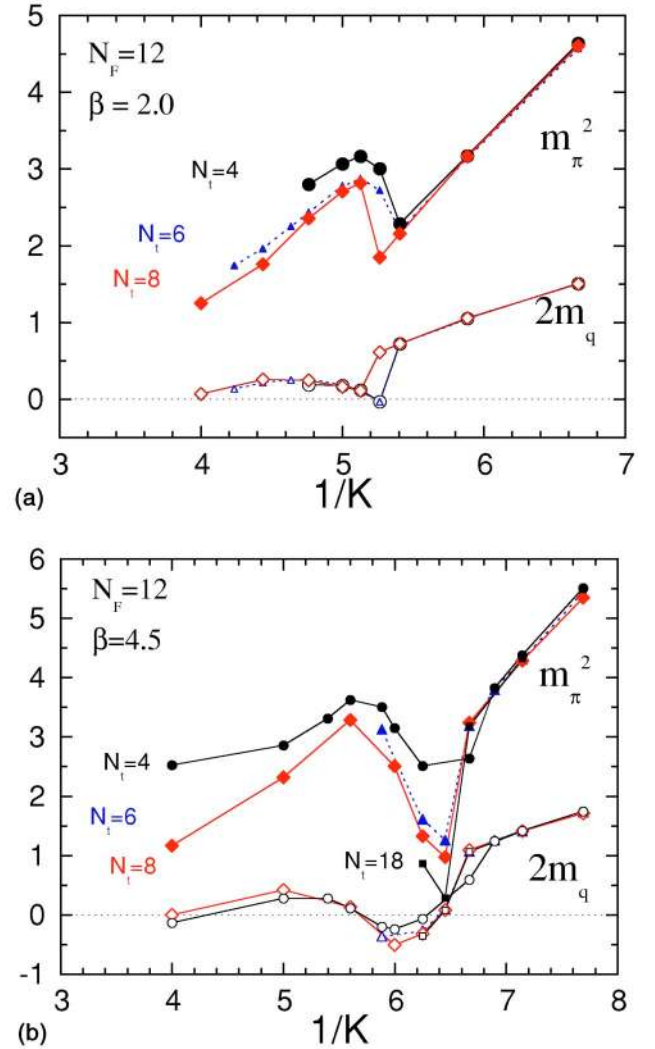 5
N_F=12
β = 2.0
4
m_π^2
3
N_t=4
2
N_t=6
N_t=8
1
2m_q
0
3 4 5 6 7
(a) 1/K
6
N_F=12
5
β=4.5
4
m_π^2
3
N_t=4
2
N_t=6
N_t=8
1
N_t=18
2m_q
0
-1
3 4 5 6 7 8
(b) 1/K